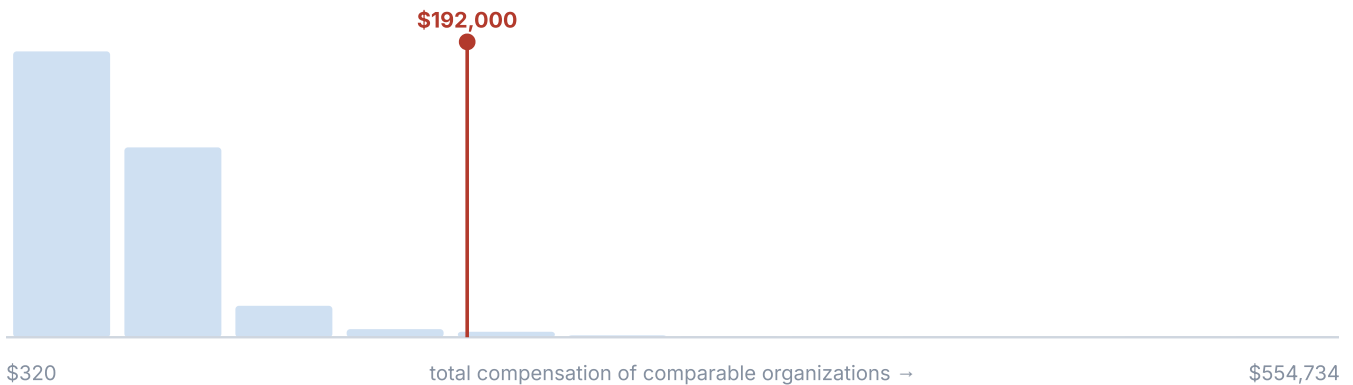 $192,000
$320
total compensation of comparable organizations →
$554,734